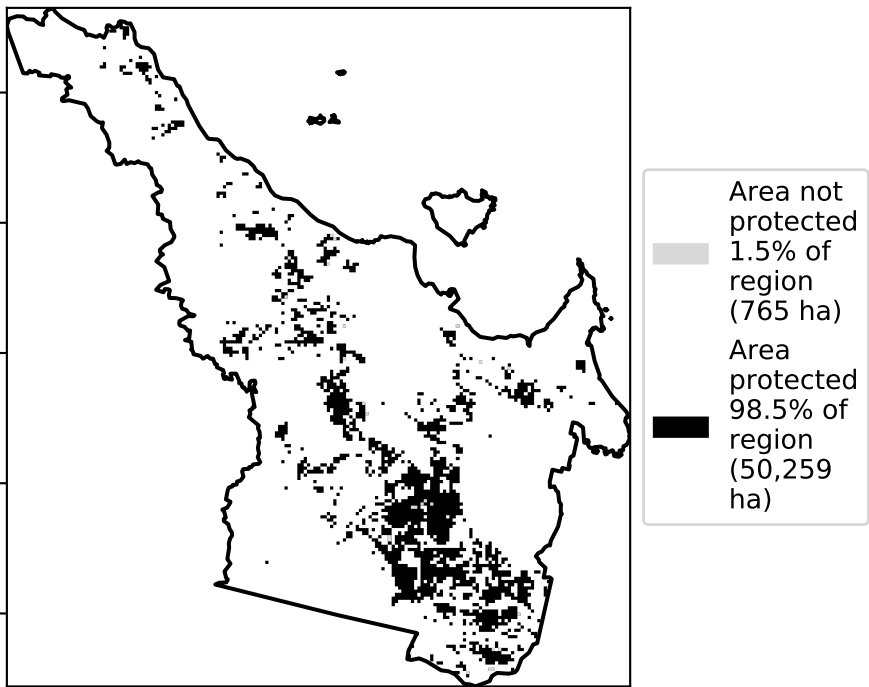 Area not
protected
1.5% of
region
(765 ha)
Area
protected
98.5% of
region
(50,259
ha)